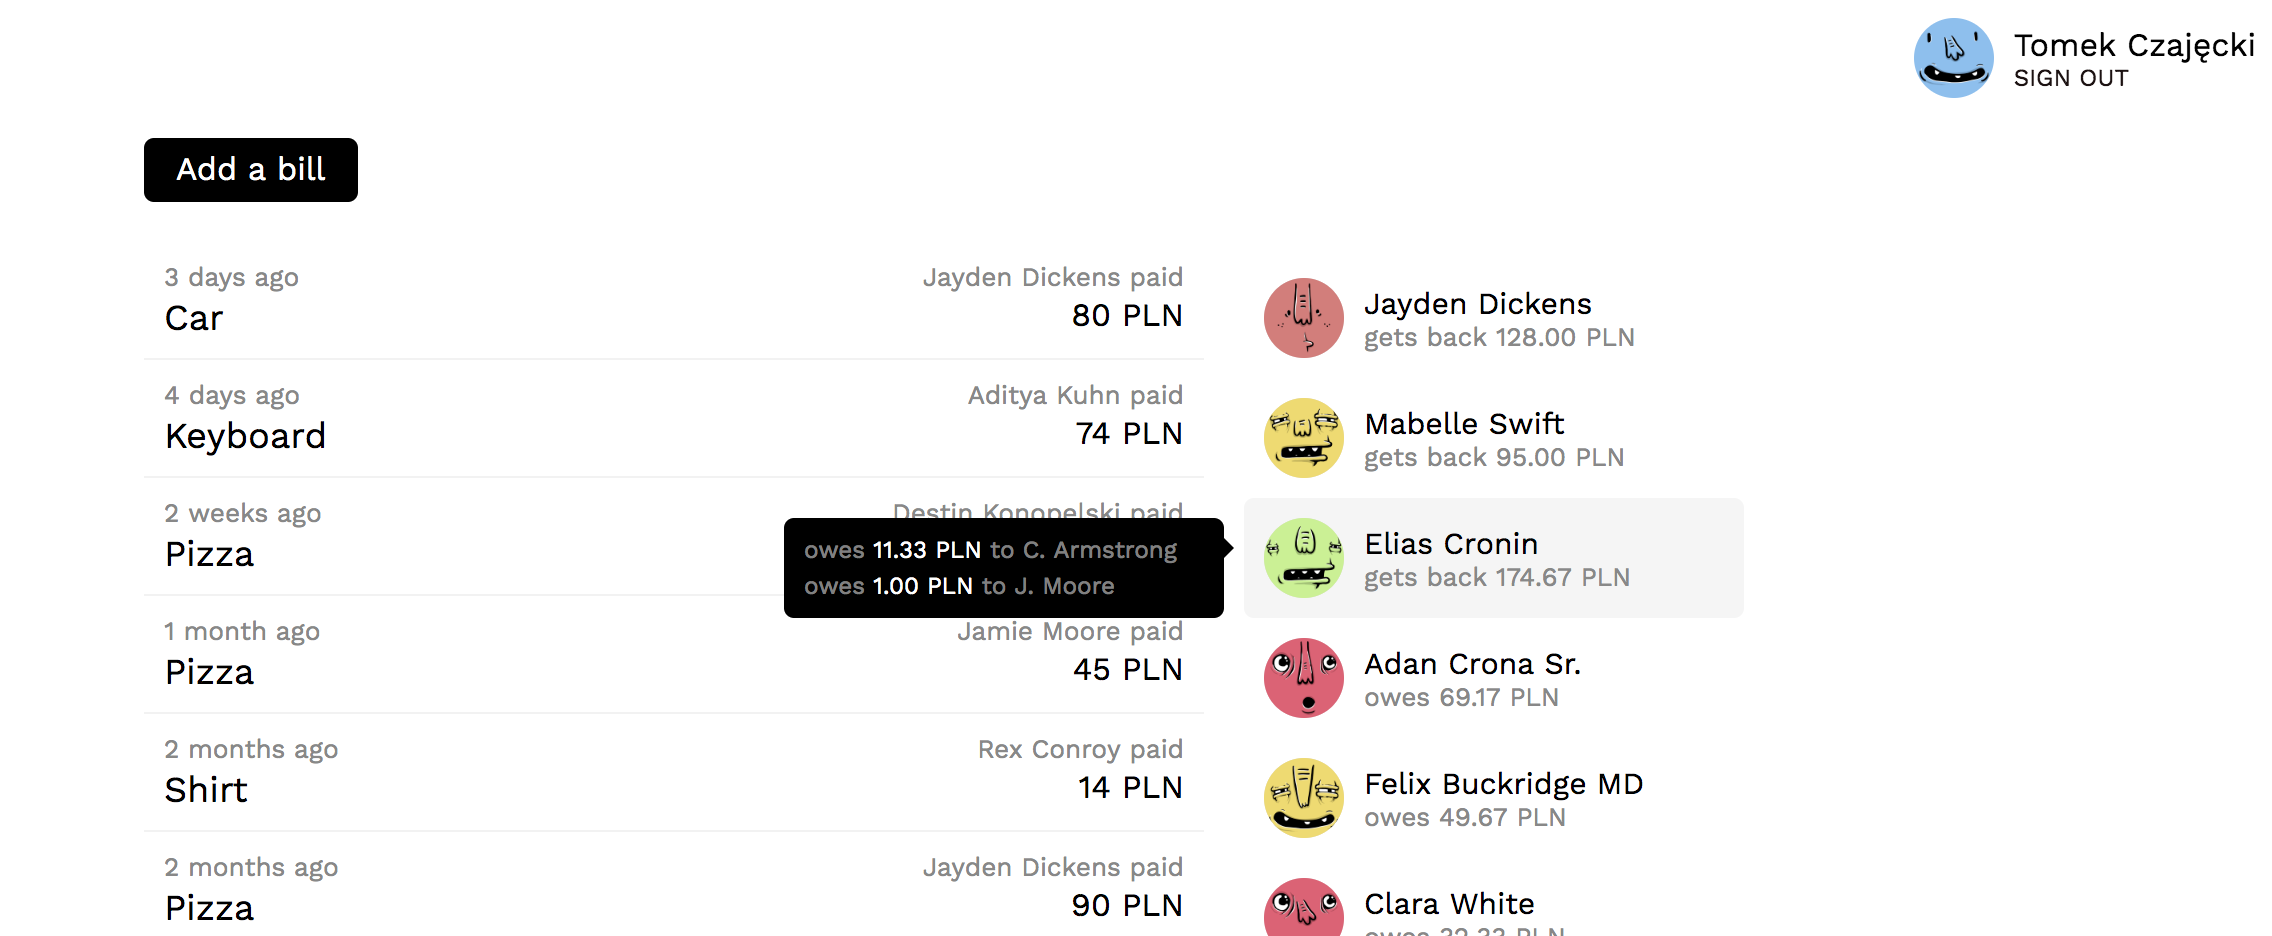 Tomek Czajęcki
SIGN OUT
Add a bill
3 days ago
Jayden Dickens paid
Car
80 PLN
4 days ago
Aditya Kuhn paid
Keyboard
74 PLN
2 weeks ago
Destin Konopelski paid
Pizza
owes 11.33 PLN to C. Armstrong
owes 1.00 PLN to J. Moore
1 month ago
Jamie Moore paid
Pizza
45 PLN
2 months ago
Rex Conroy paid
Shirt
14 PLN
2 months ago
Jayden Dickens paid
Pizza
90 PLN
Jayden Dickens
gets back 128.00 PLN
Mabelle Swift
gets back 95.00 PLN
Elias Cronin
gets back 174.67 PLN
Adan Crona Sr.
owes 69.17 PLN
Felix Buckridge MD
owes 49.67 PLN
Clara White
owes 32.33 PLN